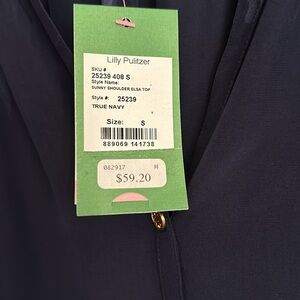 Lilly Pulitzer
SKU #
25239 408 S
Style Name:
SUNNY SHOULDER ELSA TOP
Style #: 25239
TRUE NAVY
Size: S
889069 141738
082917 M
$59.20